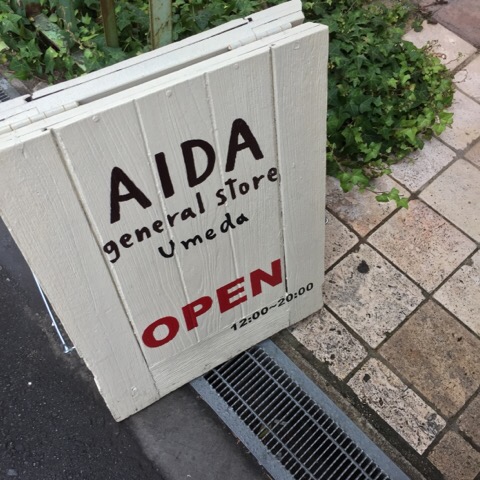 AIDA
general store
umeda
OPEN
12:00~20:00